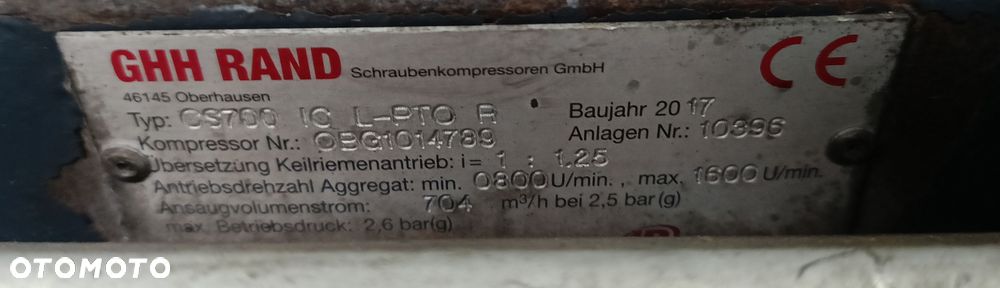 GHH RAND Schraubenkompressoren GmbH
CE
46145 Oberhausen
Typ: CS700 IC L-PTO R
Baujahr 2017
Kompressor Nr.: OBG1014789
Anlagen Nr.: 10396
Übersetzung Keilriemenantrieb: i= 1 : 1.25
Antriebsdrehzahl Aggregat: min. 0800 U/min., max. 1600 U/min.
Ansaugvolumenstrom: 704 m³/h bei 2,5 bar(g)
max. Betriebsdruck: 2,6 bar(g)
OTOMOTO